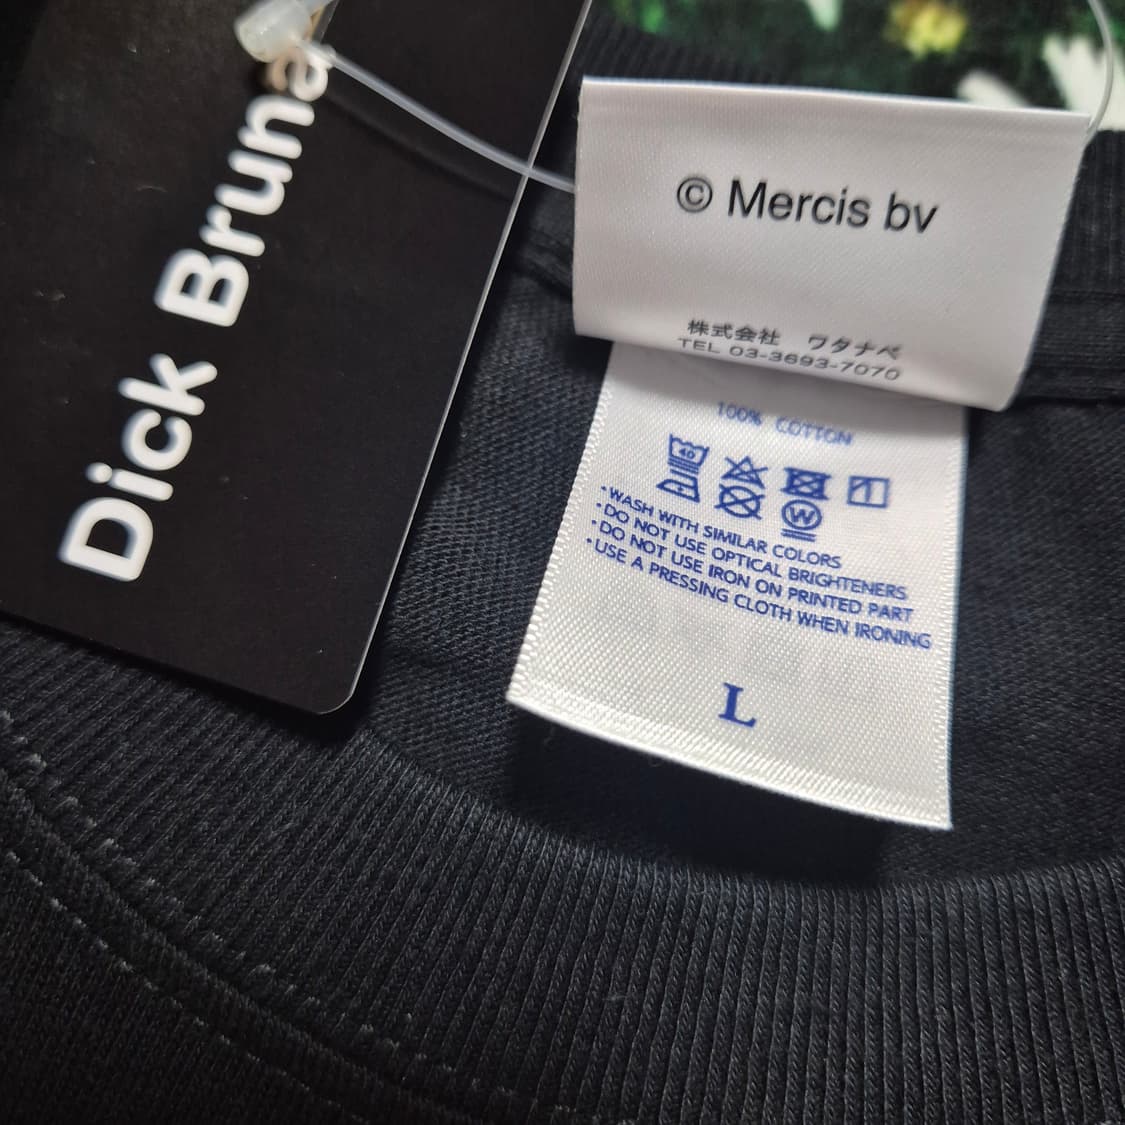 Dick Bruna
© Mercis bv
株式会社 ワタナベ
TEL 03-3693-7070
100% COTTON
40
W
•WASH WITH SIMILAR COLORS
•DO NOT USE OPTICAL BRIGHTENERS
•DO NOT USE IRON ON PRINTED PART
•USE A PRESSING CLOTH WHEN IRONING
L